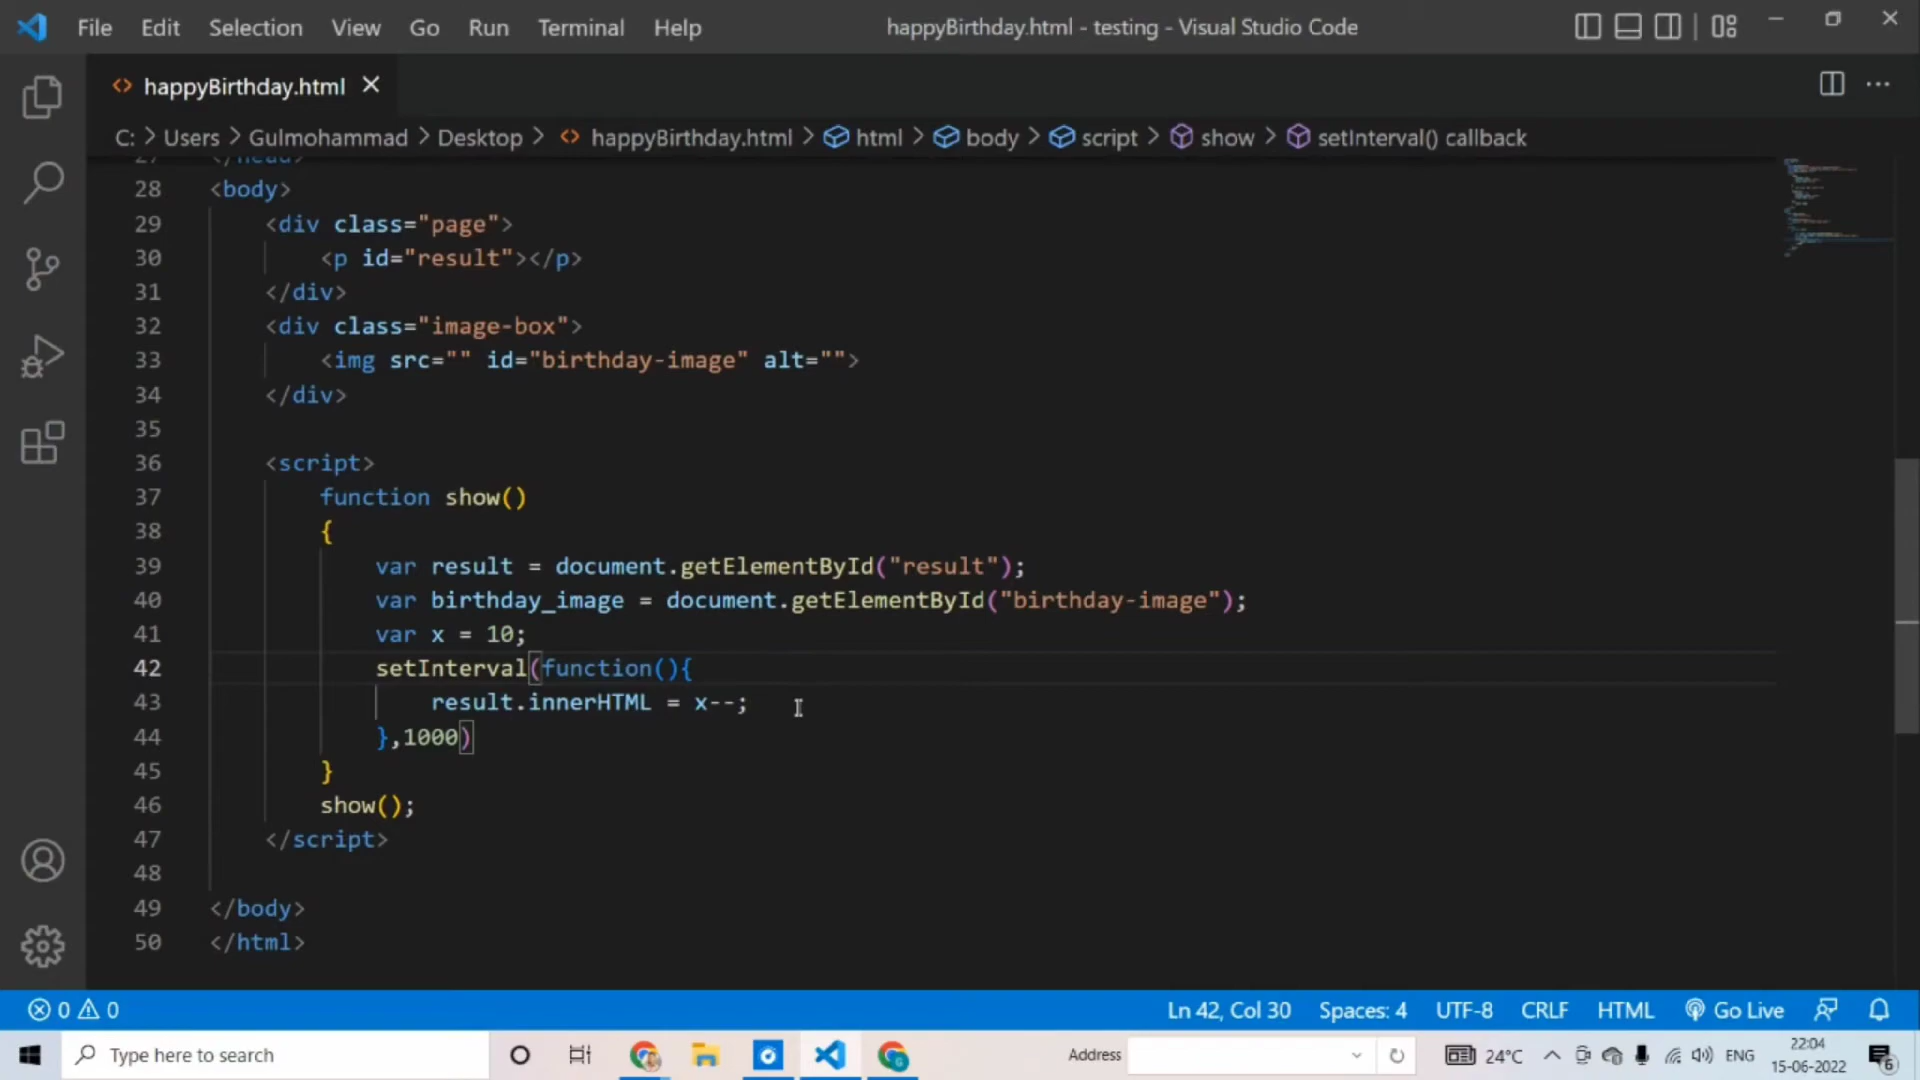 File Edit Selection View Go Run Terminal Help happyBirthday.html - testing - Visual Studio Code
happyBirthday.html
C: > Users > Gulmohammad > Desktop > happyBirthday.html > html > body > script > show > setInterval() callback
27 </head>
28 <body>
29 <div class="page">
30 <p id="result"></p>
31 </div>
32 <div class="image-box">
33 <img src="" id="birthday-image" alt="">
34 </div>
35
36 <script>
37 function show()
38 {
39 var result = document.getElementById("result");
40 var birthday_image = document.getElementById("birthday-image");
41 var x = 10;
42 setInterval(function(){
43 result.innerHTML = x--;
44 },1000)
45 }
46 show();
47 </script>
48
49 </body>
50 </html>
0 0 Ln 42, Col 30 Spaces: 4 UTF-8 CRLF HTML Go Live
Type here to search Address 24°C ENG 22:04
15-06-2022 6